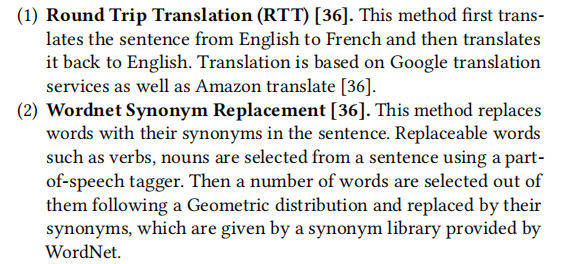 (1) Round Trip Translation (RTT) [36]. This method first trans-
lates the sentence from English to French and then translates
it back to English. Translation is based on Google translation
services as well as Amazon translate [36].
(2) Wordnet Synonym Replacement [36]. This method replaces
words with their synonyms in the sentence. Replaceable words
such as verbs, nouns are selected from a sentence using a part-
of-speech tagger. Then a number of words are selected out of
them following a Geometric distribution and replaced by their
synonyms, which are given by a synonym library provided by
WordNet.